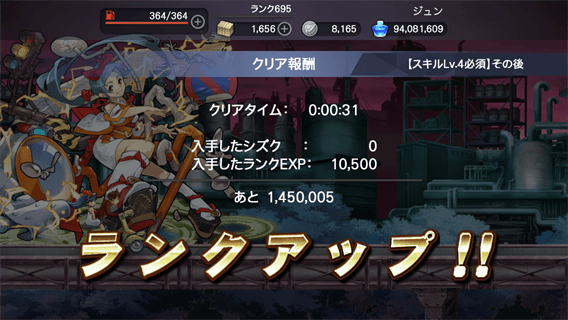 364/364
ランク695
1,656
8,165
ジュン
94,081,609
クリア報酬
【スキルLv.4必須】その後
クリアタイム: 0:00:31
入手したシズク : 0
入手したランクEXP: 10,500
あと 1,450,005
ランクアップ!!